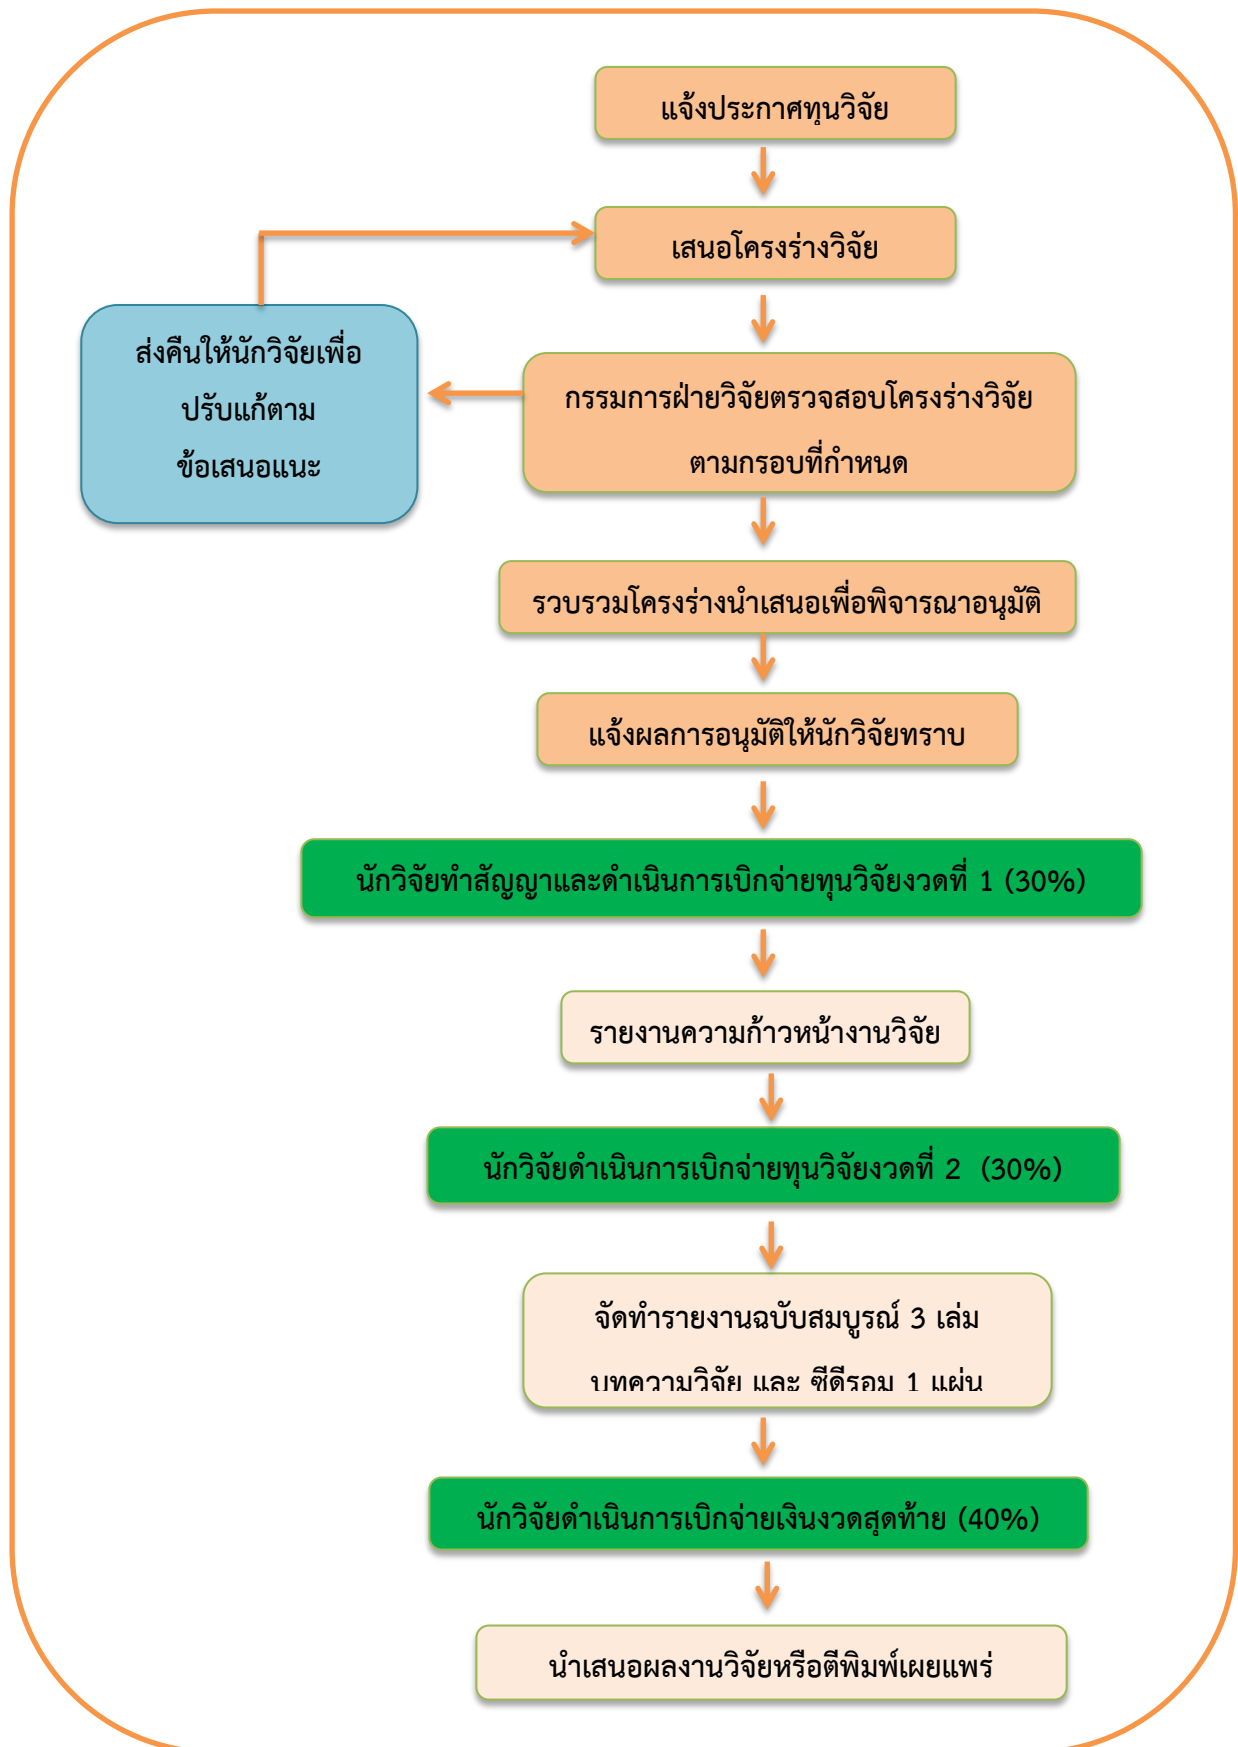 แจ้งประกาศทุนวิจัย
เสนอโครงร่างวิจัย
ส่งคืนให้นักวิจัยเพื่อ
ปรับแก้ตาม
ข้อเสนอแนะ
กรรมการฝ่ายวิจัยตรวจสอบโครงร่างวิจัย
ตามกรอบที่กำหนด
รวบรวมโครงร่างนำเสนอเพื่อพิจารณาอนุมัติ
แจ้งผลการอนุมัติให้นักวิจัยทราบ
นักวิจัยทำสัญญาและดำเนินการเบิกจ่ายทุนวิจัยงวดที่ 1 (30%)
รายงานความก้าวหน้างานวิจัย
นักวิจัยดำเนินการเบิกจ่ายทุนวิจัยงวดที่ 2 (30%)
จัดทำรายงานฉบับสมบูรณ์ 3 เล่ม
บทความวิจัย และ ซีดีรอม 1 แผ่น
นักวิจัยดำเนินการเบิกจ่ายเงินงวดสุดท้าย (40%)
นำเสนอผลงานวิจัยหรือตีพิมพ์เผยแพร่